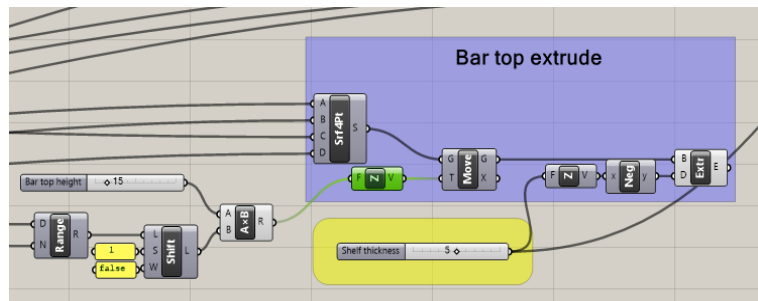 Bar top extrude
A
B
C
D
Srf4Pt
S
Bar top height
15
F
Z
V
G
T
Move
G
X
F
Z
V
x
Neg
y
B
D
Extr
E
D
N
Range
R
1
false
L
S
W
Shift
L
A
B
A×B
R
Shelf thickness
5